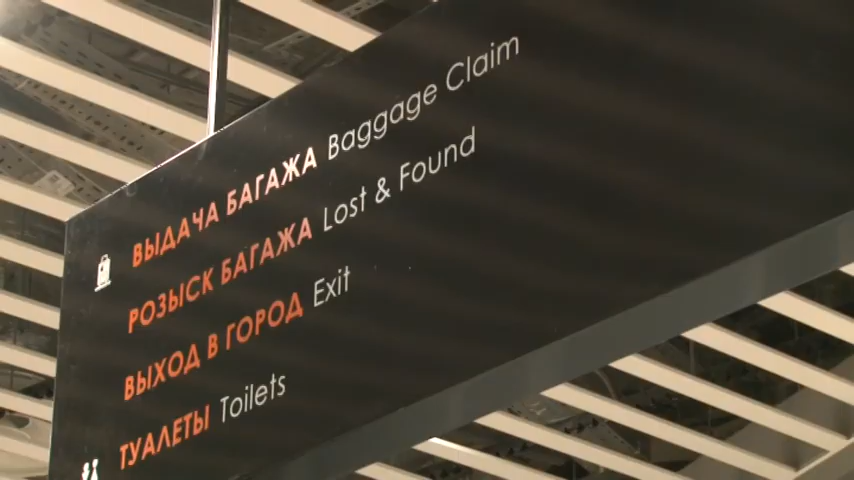 ВЫДАЧА БАГАЖА Baggage Claim
РОЗЫСК БАГАЖА Lost & Found
ВЫХОД В ГОРОД Exit
ТУАЛЕТЫ Toilets